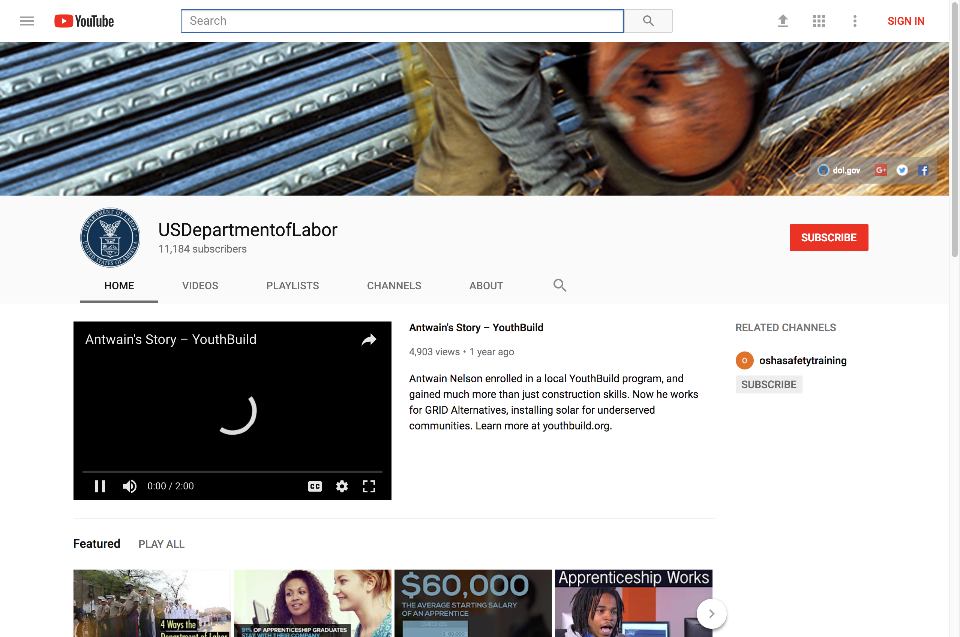 YouTube
Search
SIGN IN
dol.gov
USDepartmentofLabor
11,184 subscribers
SUBSCRIBE
HOME
VIDEOS
PLAYLISTS
CHANNELS
ABOUT
Antwain's Story – YouthBuild
0:00 / 2:00
CC
Antwain's Story – YouthBuild
4,903 views • 1 year ago
Antwain Nelson enrolled in a local YouthBuild program, and
gained much more than just construction skills. Now he works
for GRID Alternatives, installing solar for underserved
communities. Learn more at youthbuild.org.
RELATED CHANNELS
O
oshasafetytraining
SUBSCRIBE
Featured
PLAY ALL
4 Ways the
Department of Labor
91% OF APPRENTICESHIP GRADUATES
STAY WITH THEIR COMPANY
$60,000
THE AVERAGE STARTING SALARY
OF AN APPRENTICE
Apprenticeship Works